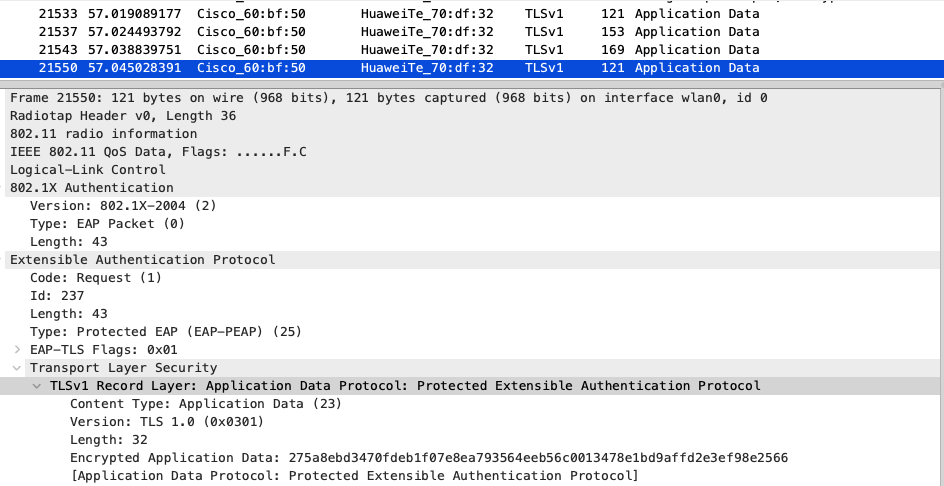 21533 57.019089177 Cisco_60:bf:50 HuaweiTe_70:df:32 TLSv1 121 Application Data
21537 57.024493792 Cisco_60:bf:50 HuaweiTe_70:df:32 TLSv1 153 Application Data
21543 57.038839751 Cisco_60:bf:50 HuaweiTe_70:df:32 TLSv1 169 Application Data
21550 57.045028391 Cisco_60:bf:50 HuaweiTe_70:df:32 TLSv1 121 Application Data
Frame 21550: 121 bytes on wire (968 bits), 121 bytes captured (968 bits) on interface wlan0, id 0
Radiotap Header v0, Length 36
802.11 radio information
IEEE 802.11 QoS Data, Flags: ......F.C
Logical-Link Control
802.1X Authentication
Version: 802.1X-2004 (2)
Type: EAP Packet (0)
Length: 43
Extensible Authentication Protocol
Code: Request (1)
Id: 237
Length: 43
Type: Protected EAP (EAP-PEAP) (25)
EAP-TLS Flags: 0x01
Transport Layer Security
TLSv1 Record Layer: Application Data Protocol: Protected Extensible Authentication Protocol
Content Type: Application Data (23)
Version: TLS 1.0 (0x0301)
Length: 32
Encrypted Application Data: 275a8ebd3470fdeb1f07e8ea793564eeb56c0013478e1bd9affd2e3ef98e2566
[Application Data Protocol: Protected Extensible Authentication Protocol]